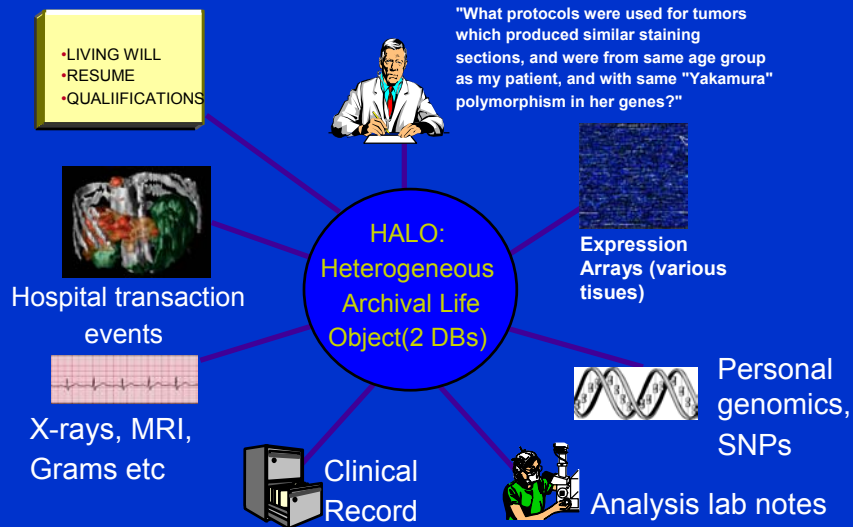 •LIVING WILL
•RESUME
•QUALIIFICATIONS
"What protocols were used for tumors
which produced similar staining
sections, and were from same age group
as my patient, and with same "Yakamura"
polymorphism in her genes?"
HALO:
Heterogeneous
Archival Life
Object(2 DBs)
Expression
Arrays (various
tisues)
Hospital transaction
events
X-rays, MRI,
Grams etc
Clinical
Record
Analysis lab notes
Personal
genomics,
SNPs